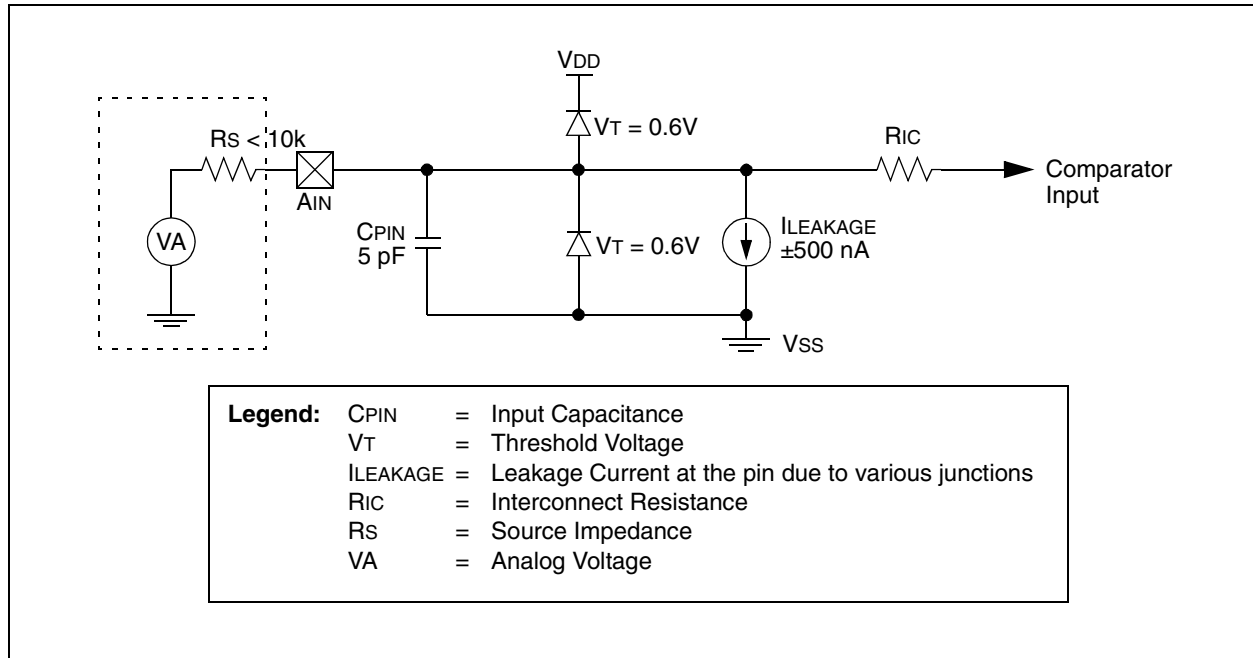 VDD
RS < 10k
VT = 0.6V
RIC
AIN
Comparator
Input
VA
CPIN
5 pF
VT = 0.6V
ILEAKAGE
±500 nA
VSS
Legend: CPIN = Input Capacitance
VT = Threshold Voltage
ILEAKAGE = Leakage Current at the pin due to various junctions
RIC = Interconnect Resistance
RS = Source Impedance
VA = Analog Voltage